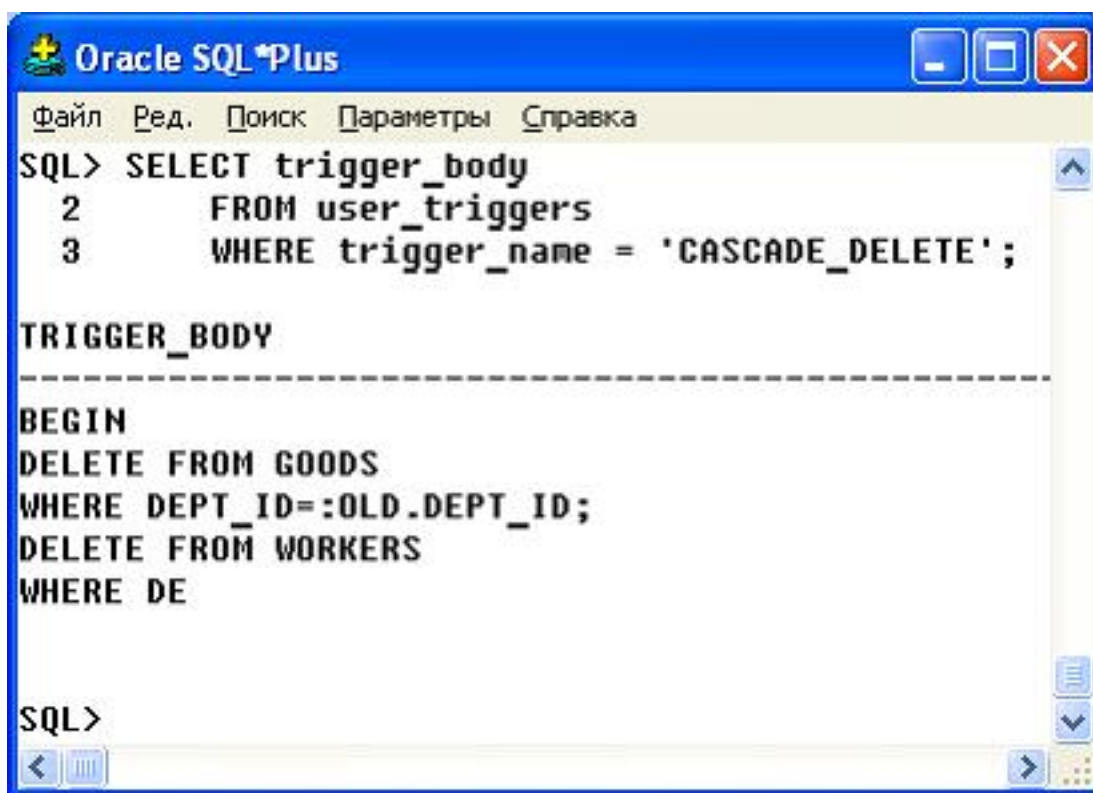 Oracle SQL*Plus
Файл Ред. Поиск Параметры Справка
SQL> SELECT trigger_body
2 FROM user_triggers
3 WHERE trigger_name = 'CASCADE_DELETE';
TRIGGER_BODY
--------------------------------------------------
BEGIN
DELETE FROM GOODS
WHERE DEPT_ID=:OLD.DEPT_ID;
DELETE FROM WORKERS
WHERE DE
SQL>